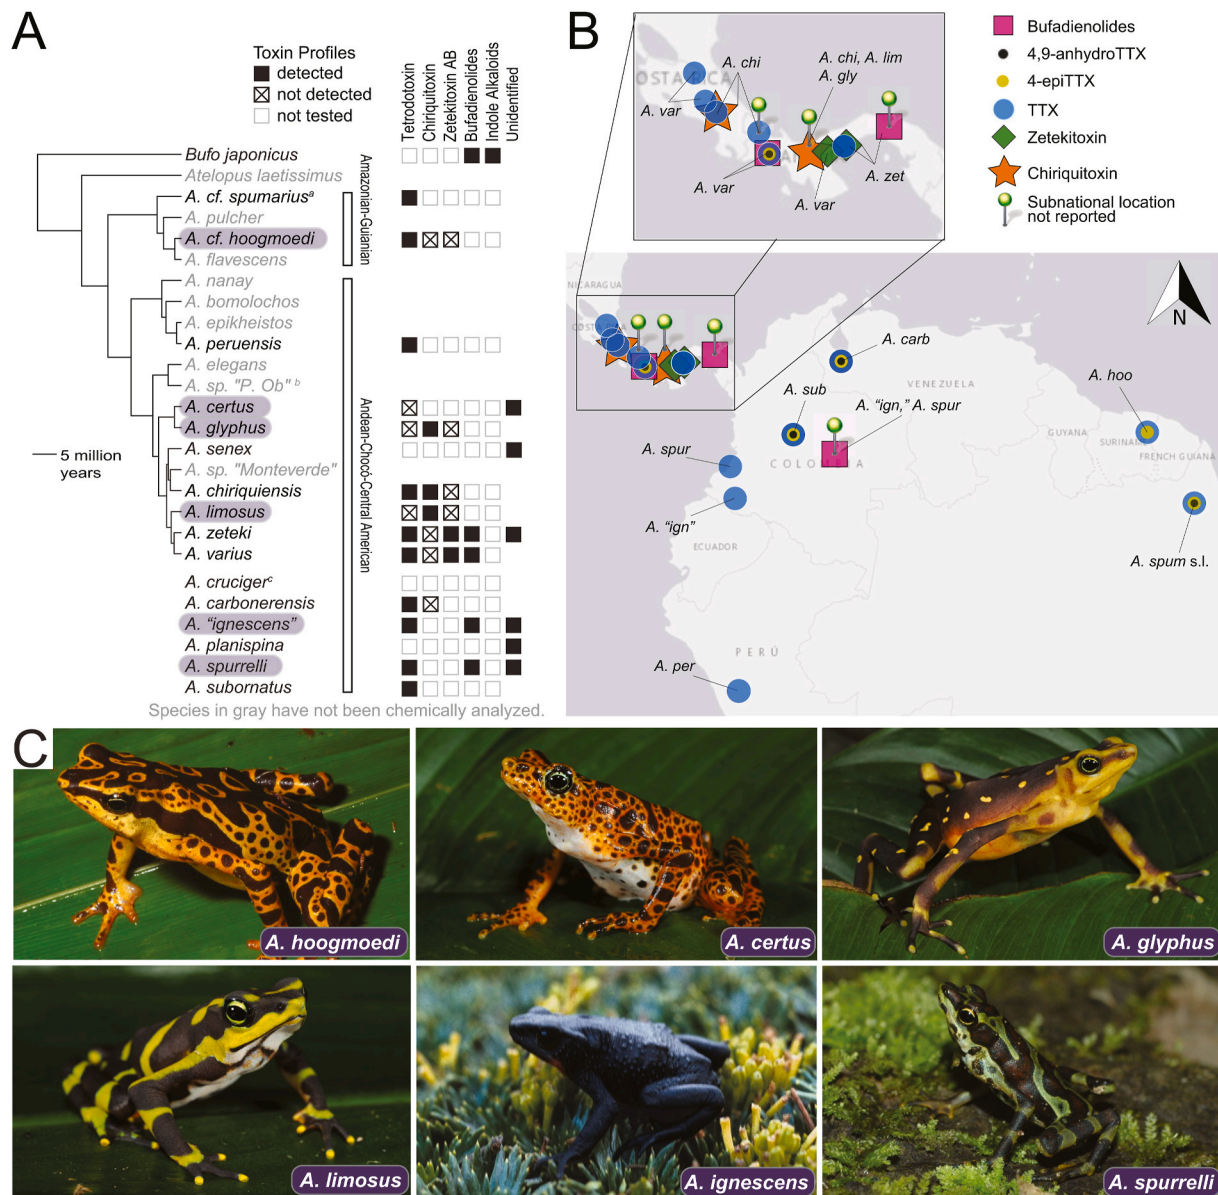 A
Toxin Profiles
detected
not detected
not tested
Tetrodotoxin
Chiriquitoxin
Zetekitoxin AB
Bufadienolides
Indole Alkaloids
Unidentified
Bufo japonicus
Atelopus laetissimus
A. cf. spumariusᵃ
A. pulcher
A. cf. hoogmoedi
A. flavescens
A. nanay
A. bomolochos
A. epikheistos
A. peruensis
A. elegans
A. sp. "P. Ob" ᵇ
A. certus
A. glyphus
A. senex
A. sp. "Monteverde"
A. chiriquiensis
A. limosus
A. zeteki
A. varius
A. crucigerᶜ
A. carbonerensis
A. “ignescens”
A. planispina
A. spurrelli
A. subornatus
Amazonian-Guianian
Andean-Chocó-Central American
5 million
years
Species in gray have not been chemically analyzed.
B
COSTA RICA
A. chi
A. chi, A. lim
A. gly
A. var
A. var
A. var
A. zet
Bufadienolides
4,9-anhydroTTX
4-epiTTX
TTX
Zetekitoxin
Chiriquitoxin
Subnational location
not reported
N
NICARAGUA
A. carb
VENEZUELA
A. sub
A. “ign,” A. spur
A. hoo
GUYANA
SURINAME
FRENCH GUIANA
COLOMBIA
A. spur
A. “ign”
ECUADOR
A. spum s.l.
PERÚ
A. per
C
A. hoogmoedi
A. certus
A. glyphus
A. limosus
A. ignescens
A. spurrelli